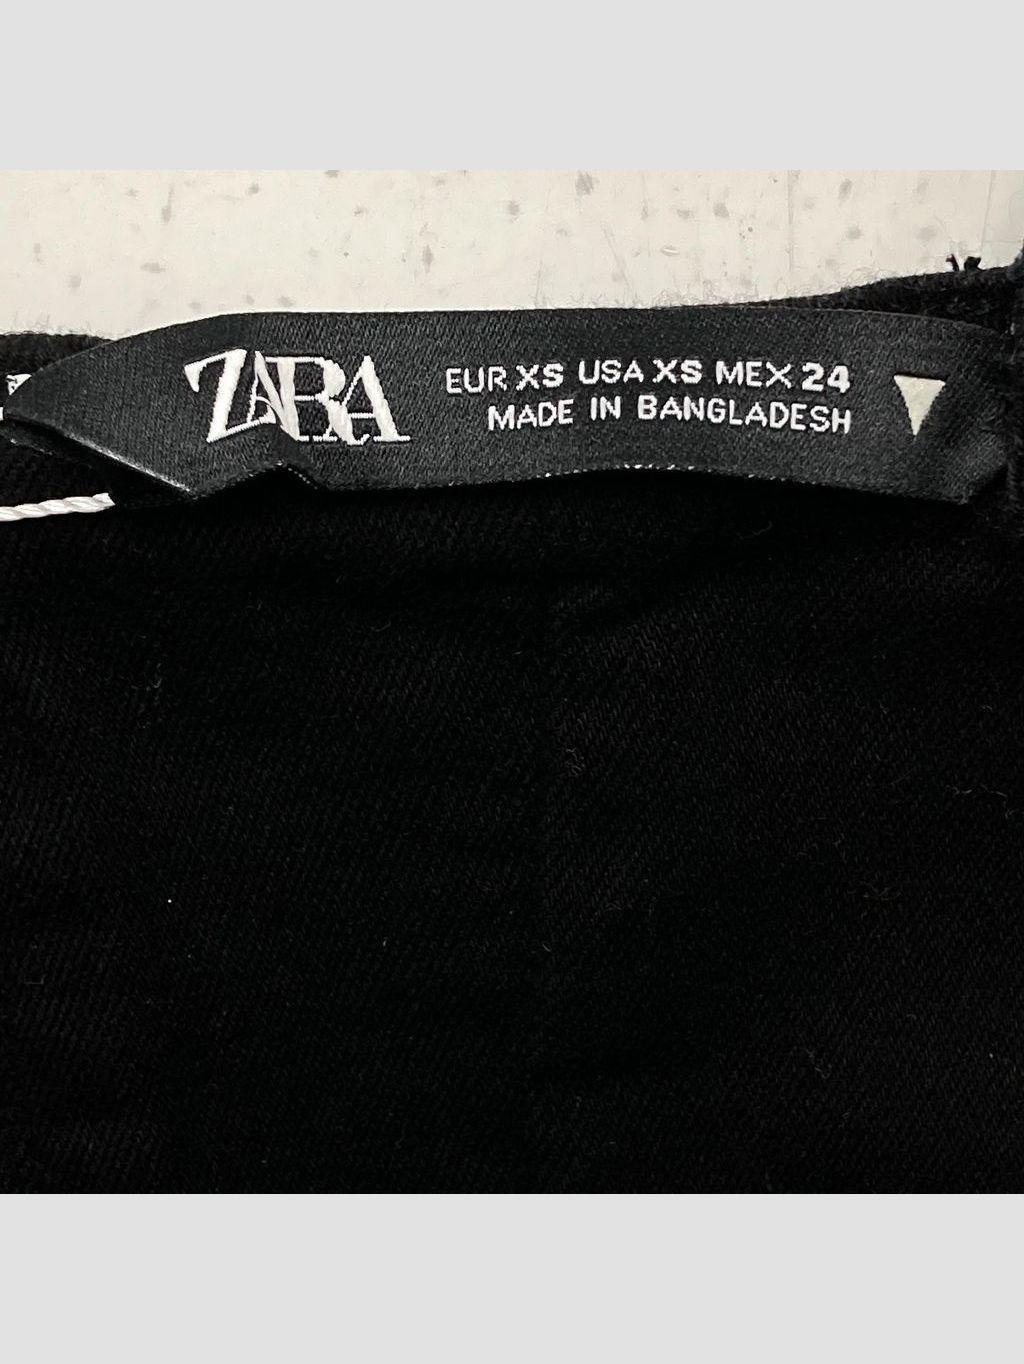 ZARA
EUR XS USA XS MEX 24
MADE IN BANGLADESH